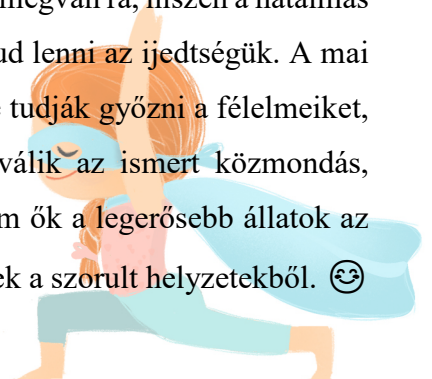 megvan rá, hiszen a hatalmas
ud lenni az ijedtségük. A mai
tudják győzni a félelmeiket,
válik az ismert közmondás,
m ők a legerősebb állatok az
ek a szorult helyzetekből. 😊